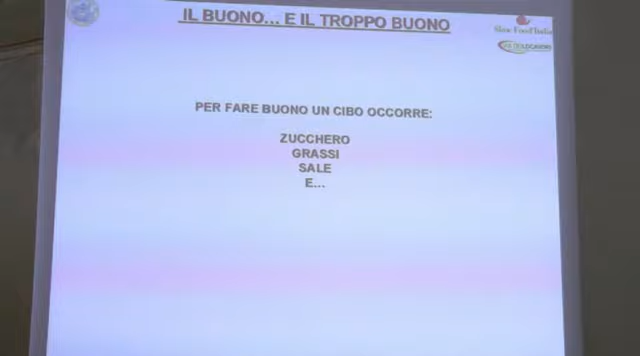 IL BUONO... E IL TROPPO BUONO
Slow Food Italia
PER FARE BUONO UN CIBO OCCORRE:
ZUCCHERO
GRASSI
SALE
E...